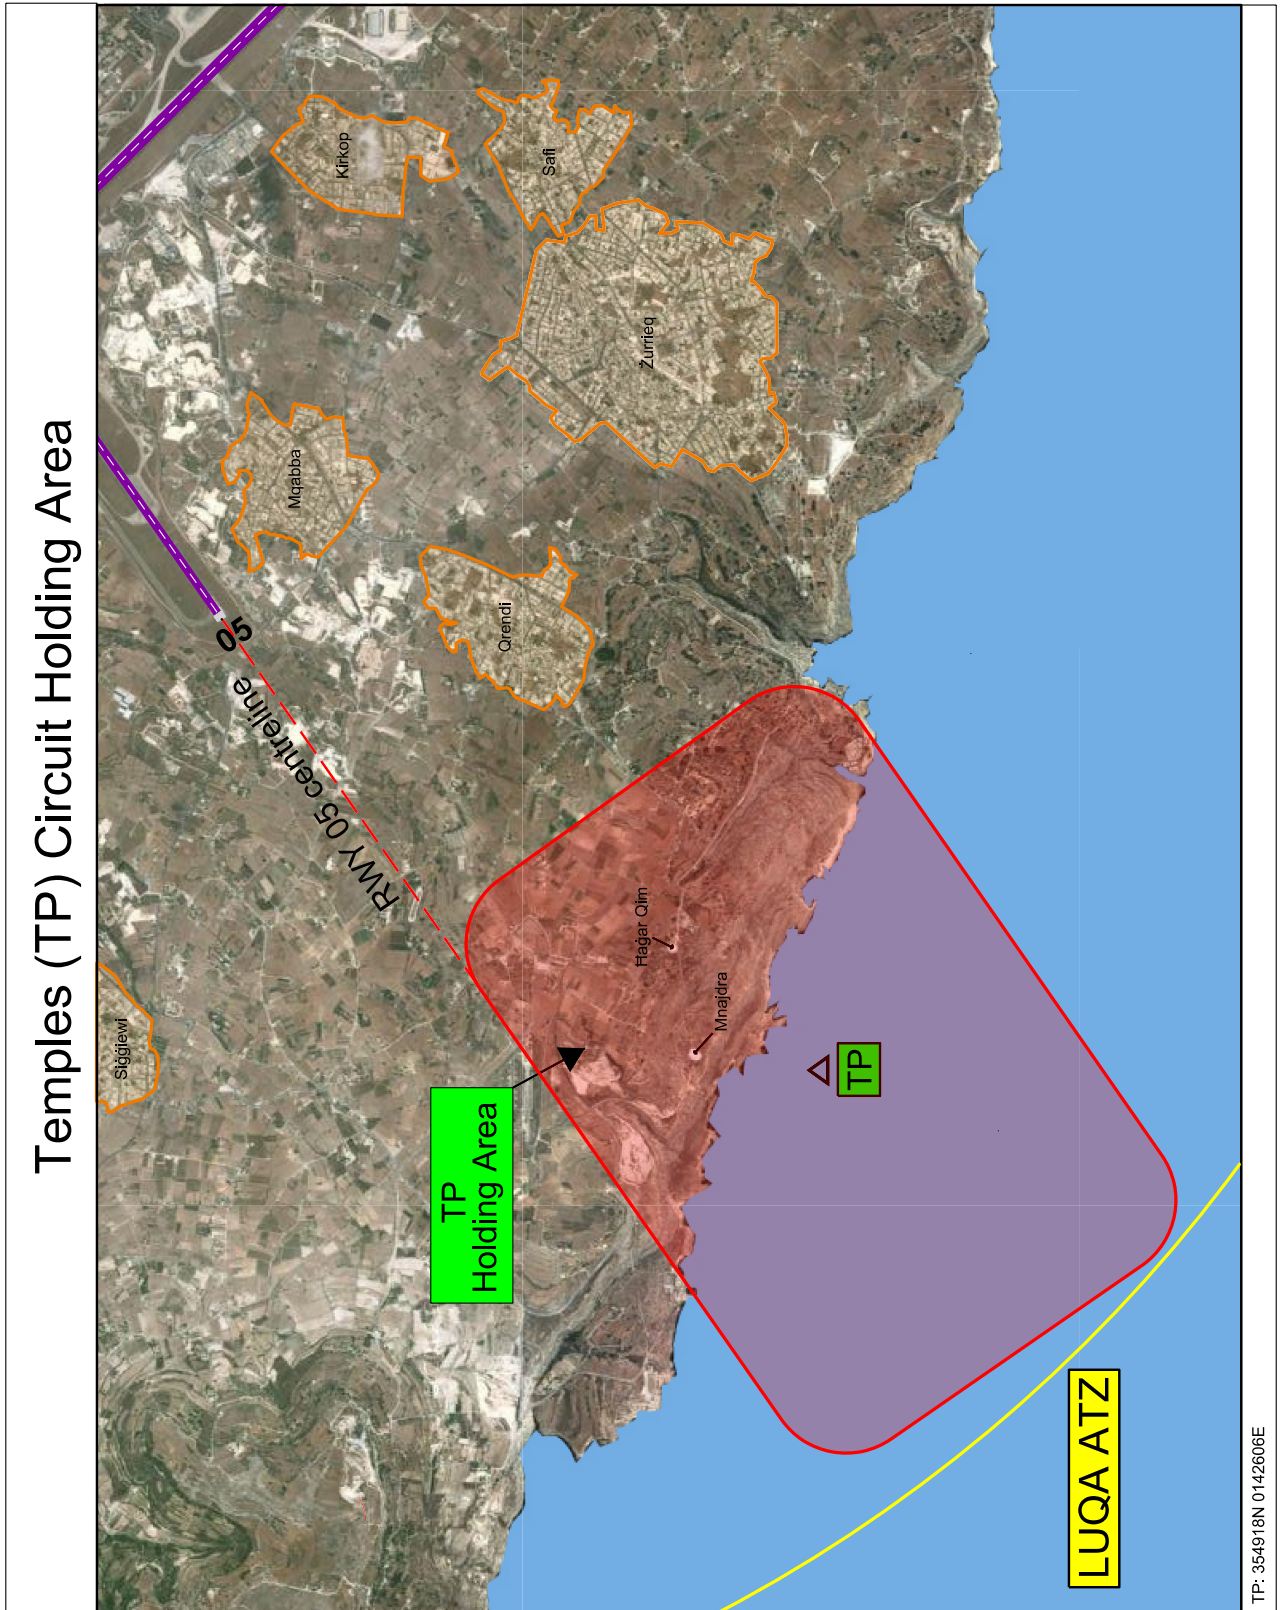 Temples (TP) Circuit Holding Area
Siġġiewi
Mqabba
Kirkop
Safi
Żurrieq
Qrendi
05
RWY 05 centreline
TP
Holding Area
Ħaġar Qim
Mnajdra
TP
LUQA ATZ
TP: 354918N 0142606E